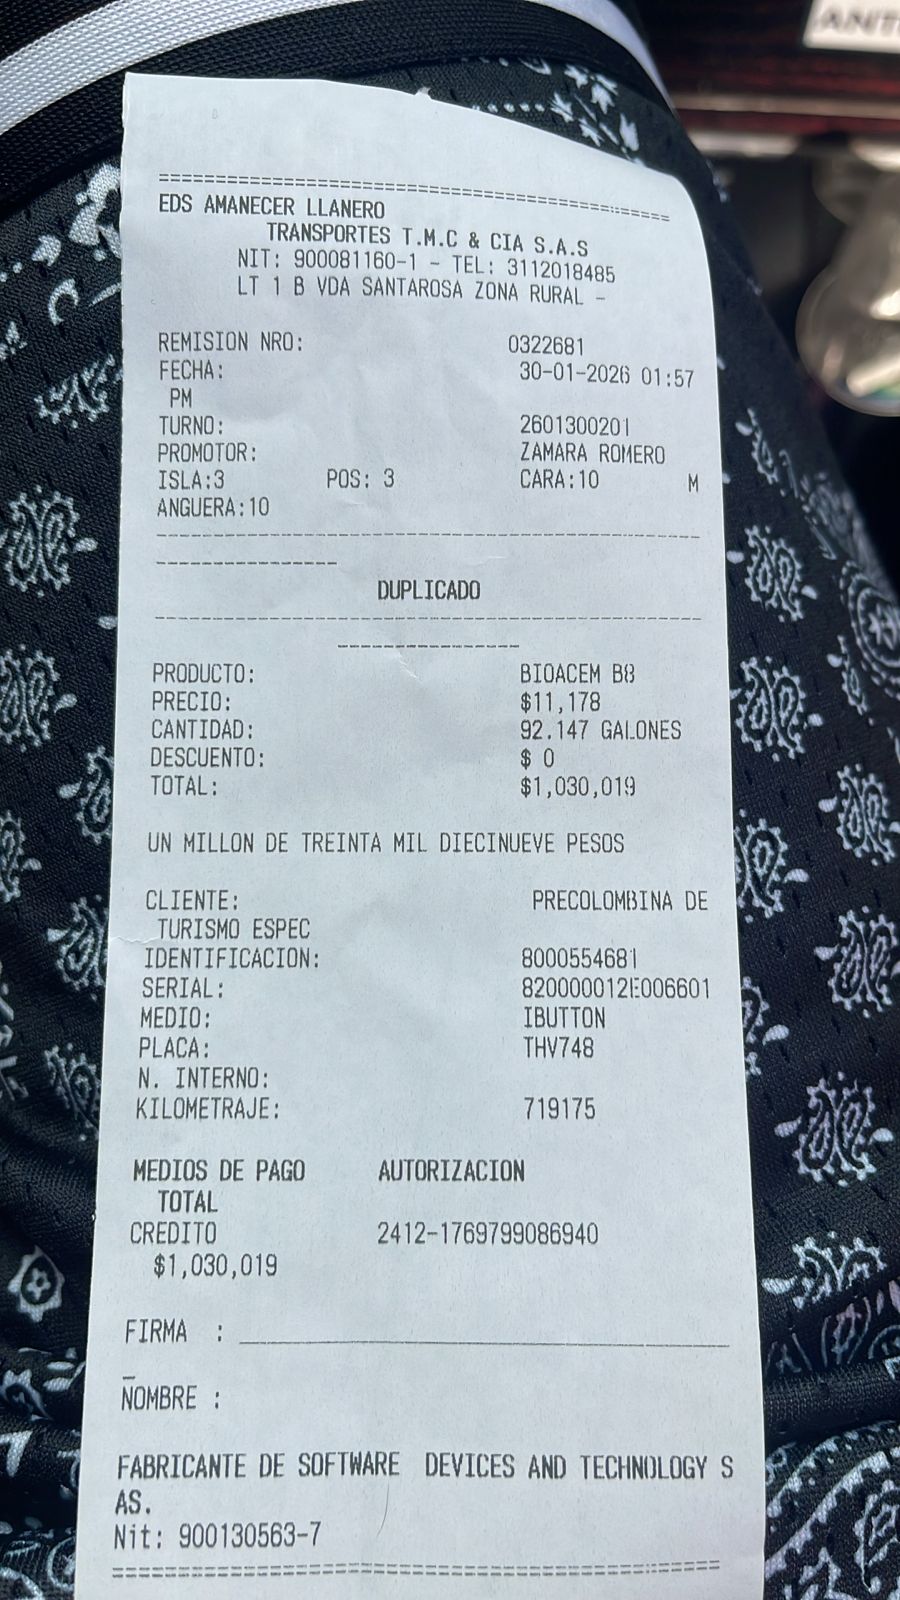 ANT
================================================
EDS AMANECER LLANERO
TRANSPORTES T.M.C & CIA S.A.S
NIT: 900081160-1 - TEL: 3112018485
LT 1 B VDA SANTAROSA ZONA RURAL -
REMISION NRO: 0322681
FECHA: 30-01-2026 01:57
PM
TURNO: 2601300201
PROMOTOR: ZAMARA ROMERO
ISLA:3 POS: 3 CARA:10 M
ANGUERA:10
DUPLICADO
PRODUCTO: BIOACEM B8
PRECIO: $11,178
CANTIDAD: 92.147 GALONES
DESCUENTO: $ 0
TOTAL: $1,030,019
UN MILLON DE TREINTA MIL DIECINUEVE PESOS
CLIENTE: PRECOLOMBINA DE
TURISMO ESPEC
IDENTIFICACION: 8000554681
SERIAL: 820000012E006601
MEDIO: IBUTTON
PLACA: THV748
N. INTERNO:
KILOMETRAJE: 719175
MEDIOS DE PAGO AUTORIZACION
TOTAL
CREDITO 2412-1769799086940
$1,030,019
FIRMA : ________________________________
_
NOMBRE :
FABRICANTE DE SOFTWARE DEVICES AND TECHNOLOGY S
AS.
Nit: 900130563-7
================================================